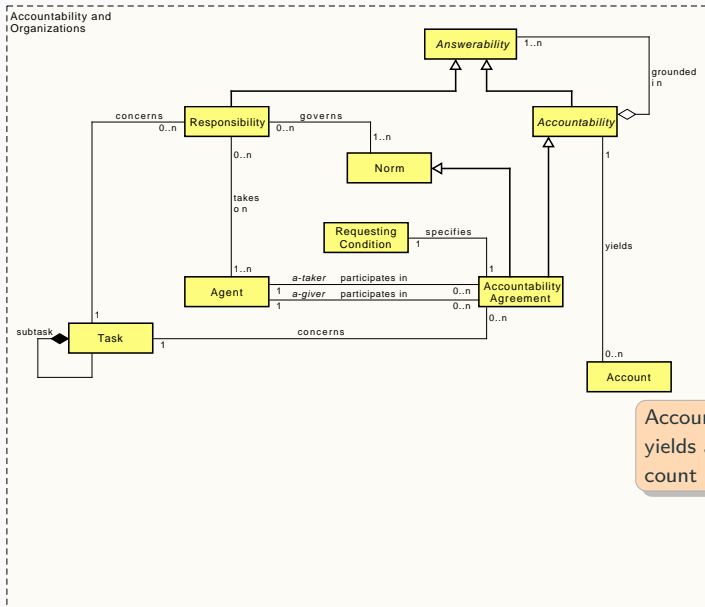 Accountability and
Organizations
Answerability
1..n
grounded
in
concerns
0..n
Responsibility
governs
0..n
1..n
Accountability
1
0..n
Norm
takes
on
Requesting
Condition
specifies
1
1
yields
1..n
Agent
a-taker participates in
1
0..n
a-giver participates in
1
0..n
Accountability
Agreement
0..n
1
subtask
Task
1
concerns
0..n
Account
yields
count